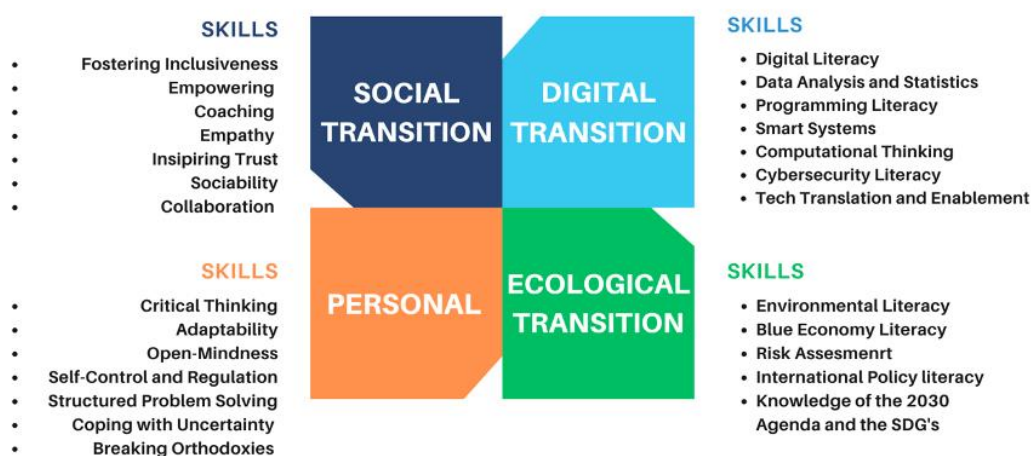 SKILLS
• Fostering Inclusiveness
• Empowering
• Coaching
• Empathy
• Insipiring Trust
• Sociability
• Collaboration
SOCIAL
TRANSITION
DIGITAL
TRANSITION
SKILLS
• Digital Literacy
• Data Analysis and Statistics
• Programming Literacy
• Smart Systems
• Computational Thinking
• Cybersecurity Literacy
• Tech Translation and Enablement
SKILLS
• Critical Thinking
• Adaptability
• Open-Mindness
• Self-Control and Regulation
• Structured Problem Solving
• Coping with Uncertainty
• Breaking Orthodoxies
PERSONAL
ECOLOGICAL
TRANSITION
SKILLS
• Environmental Literacy
• Blue Economy Literacy
• Risk Assesmenrt
• International Policy literacy
• Knowledge of the 2030
Agenda and the SDG's